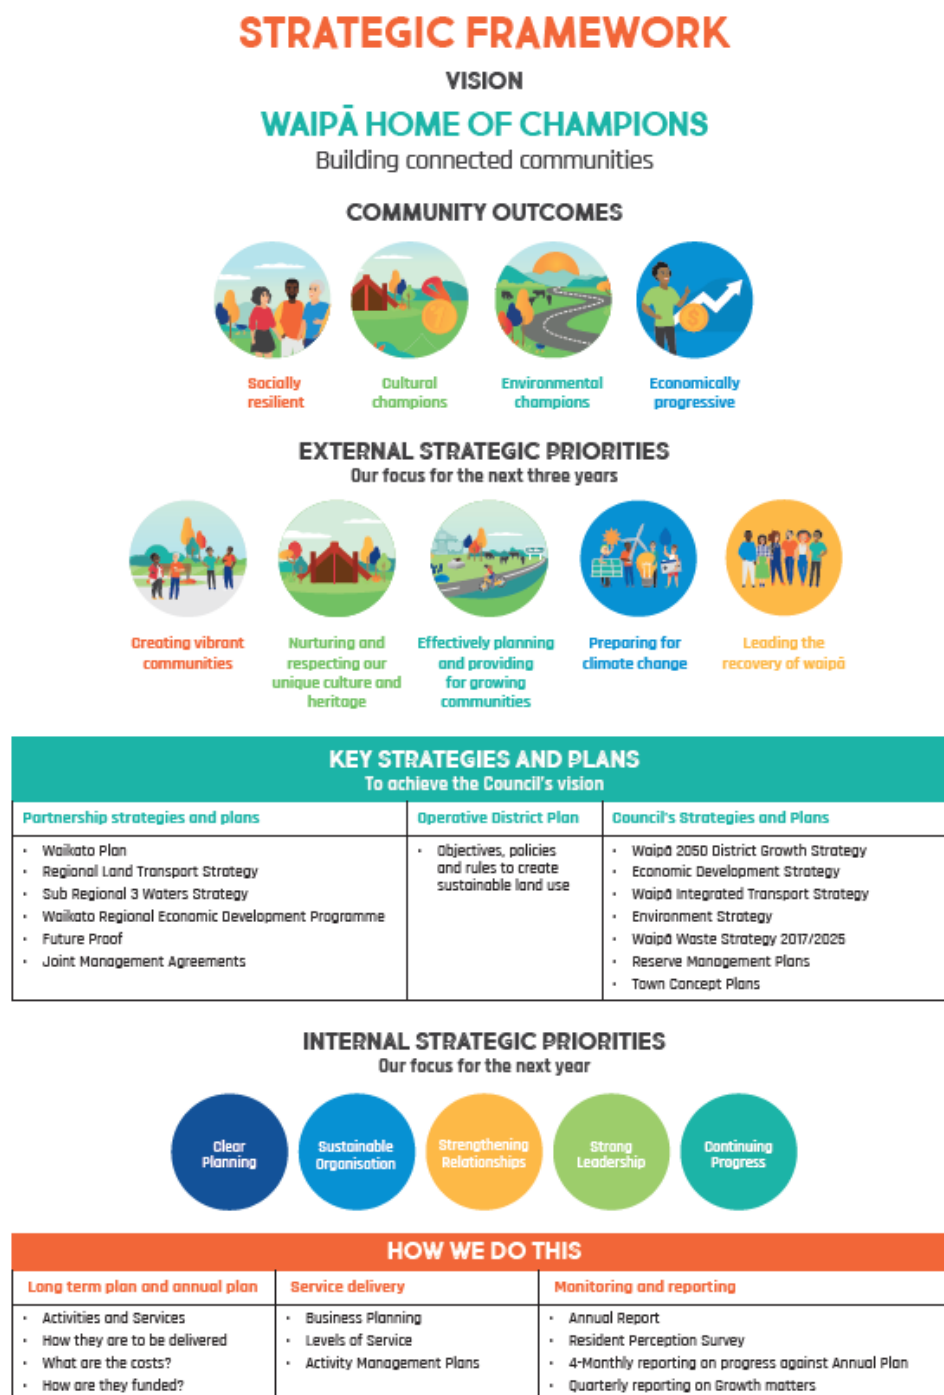 STRATEGIC FRAMEWORK
VISION
WAIPĀ HOME OF CHAMPIONS
Building connected communities
COMMUNITY OUTCOMES
Socially
resilient
Cultural
champions
Environmental
champions
Economically
progressive
EXTERNAL STRATEGIC PRIORITIES
Our focus for the next three years
Creating vibrant
communities
Nurturing and
respecting our
unique culture and
heritage
Effectively planning
and providing
for growing
communities
Preparing for
climate change
Leading the
recovery of waipā
KEY STRATEGIES AND PLANS
To achieve the Council's vision
Partnership strategies and plans
• Waikato Plan
• Regional Land Transport Strategy
• Sub Regional 3 Waters Strategy
• Waikato Regional Economic Development Programme
• Future Proof
• Joint Management Agreements
Operative District Plan
• Objectives, policies
and rules to create
sustainable land use
Council's Strategies and Plans
• Waipā 2050 District Growth Strategy
• Economic Development Strategy
• Waipā Integrated Transport Strategy
• Environment Strategy
• Waipā Waste Strategy 2017/2025
• Reserve Management Plans
• Town Concept Plans
INTERNAL STRATEGIC PRIORITIES
Our focus for the next year
Clear
Planning
Sustainable
Organisation
Strengthening
Relationships
Strong
Leadership
Continuing
Progress
HOW WE DO THIS
Long term plan and annual plan
• Activities and Services
• How they are to be delivered
• What are the costs?
• How are they funded?
Service delivery
• Business Planning
• Levels of Service
• Activity Management Plans
Monitoring and reporting
• Annual Report
• Resident Perception Survey
• 4-Monthly reporting on progress against Annual Plan
• Quarterly reporting on Growth matters